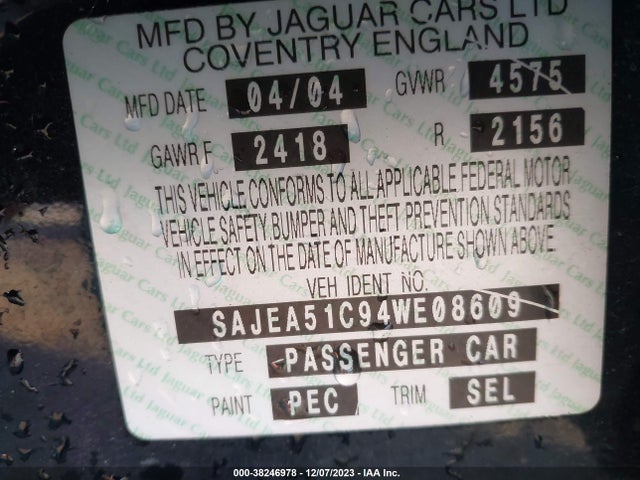 MFD BY JAGUAR CARS LTD
COVENTRY ENGLAND
MFD DATE 04/04 GVWR 4575
GAWR F 2418 R 2156
THIS VEHICLE CONFORMS TO ALL APPLICABLE FEDERAL MOTOR
VEHICLE SAFETY BUMPER AND THEFT PREVENTION STANDARDS
IN EFFECT ON THE DATE OF MANUFACTURE SHOWN ABOVE
VEH IDENT NO.
SAJEA51C94WE08609
TYPE PASSENGER CAR
PAINT PEC TRIM SEL
000-38246978 - 12/07/2023 - IAA Inc.